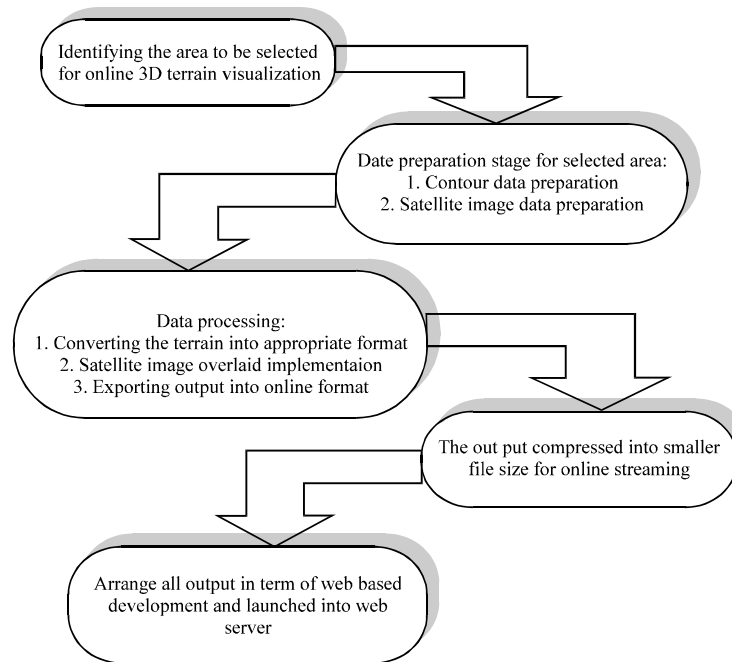 Identifying the area to be selected
for online 3D terrain visualization
Date preparation stage for selected area:
1. Contour data preparation
2. Satellite image data preparation
Data processing:
1. Converting the terrain into appropriate format
2. Satellite image overlaid implementaion
3. Exporting output into online format
The out put compressed into smaller
file size for online streaming
Arrange all output in term of web based
development and launched into web
server